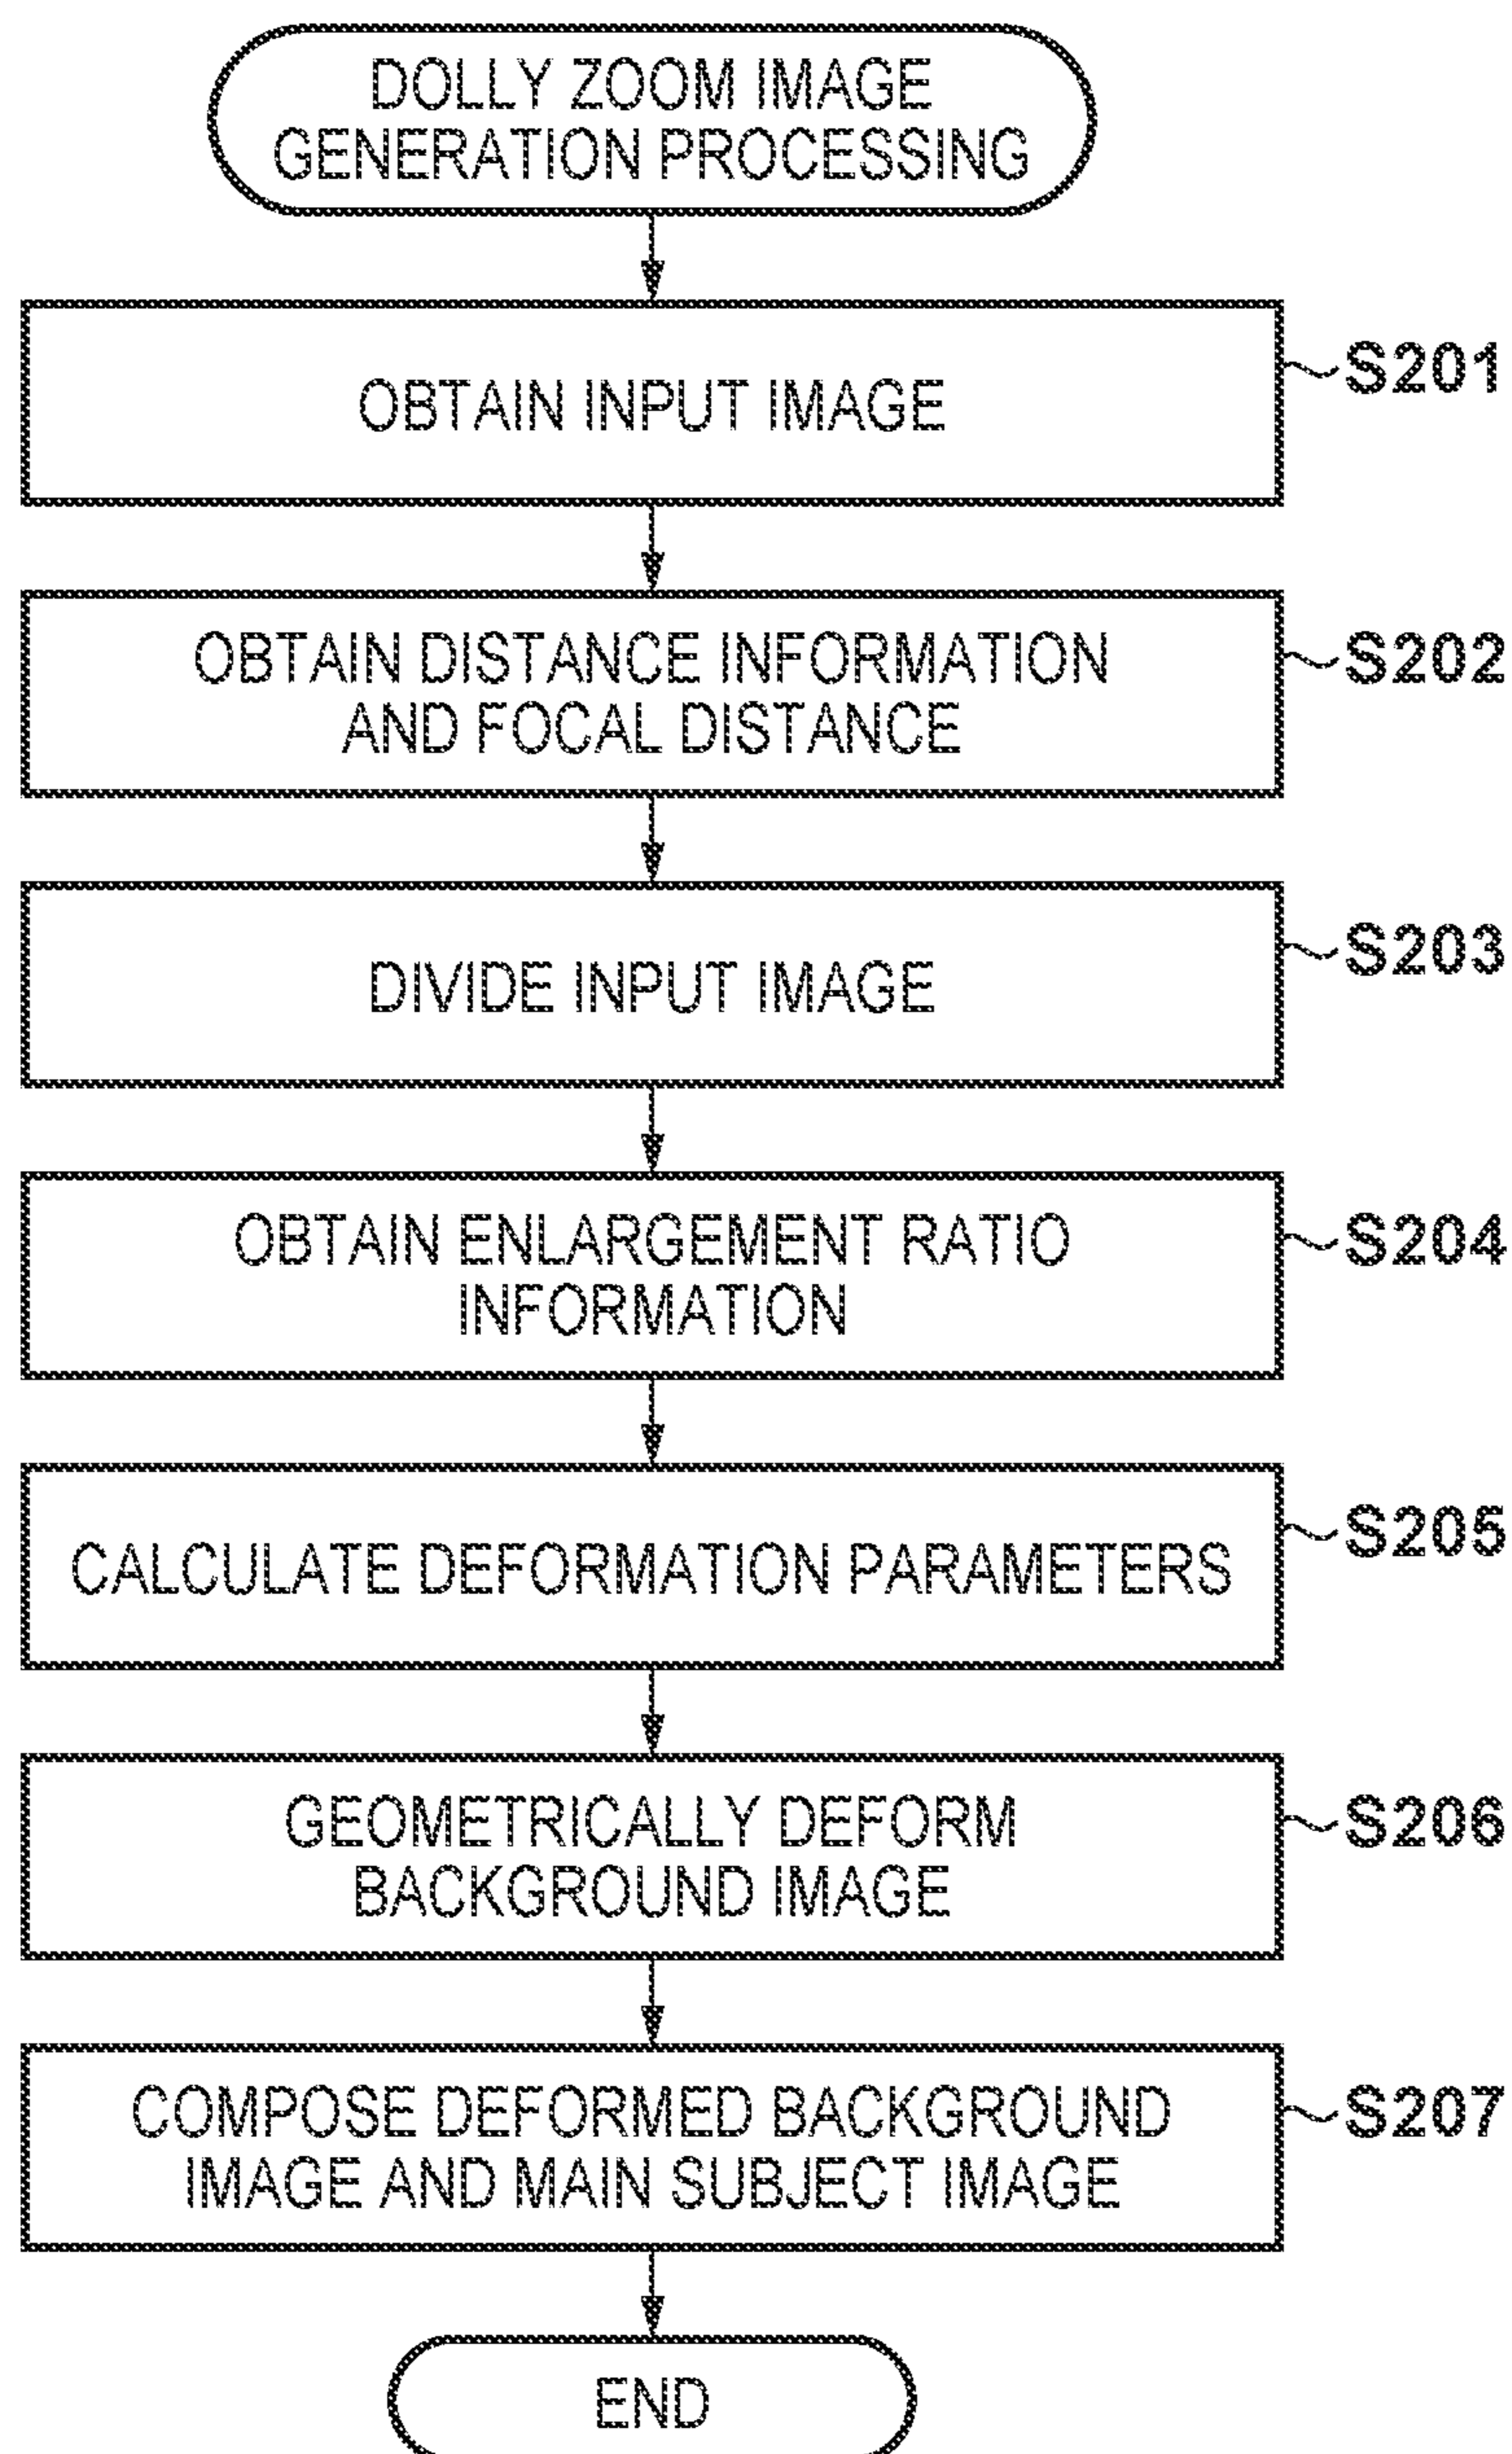 DOLLY ZOOM IMAGE
GENERATION PROCESSING
OBTAIN INPUT IMAGE
S201
OBTAIN DISTANCE INFORMATION
AND FOCAL DISTANCE
S202
DIVIDE INPUT IMAGE
S203
OBTAIN ENLARGEMENT RATIO
INFORMATION
S204
CALCULATE DEFORMATION PARAMETERS
S205
GEOMETRICALLY DEFORM
BACKGROUND IMAGE
S206
COMPOSE DEFORMED BACKGROUND
IMAGE AND MAIN SUBJECT IMAGE
S207
END